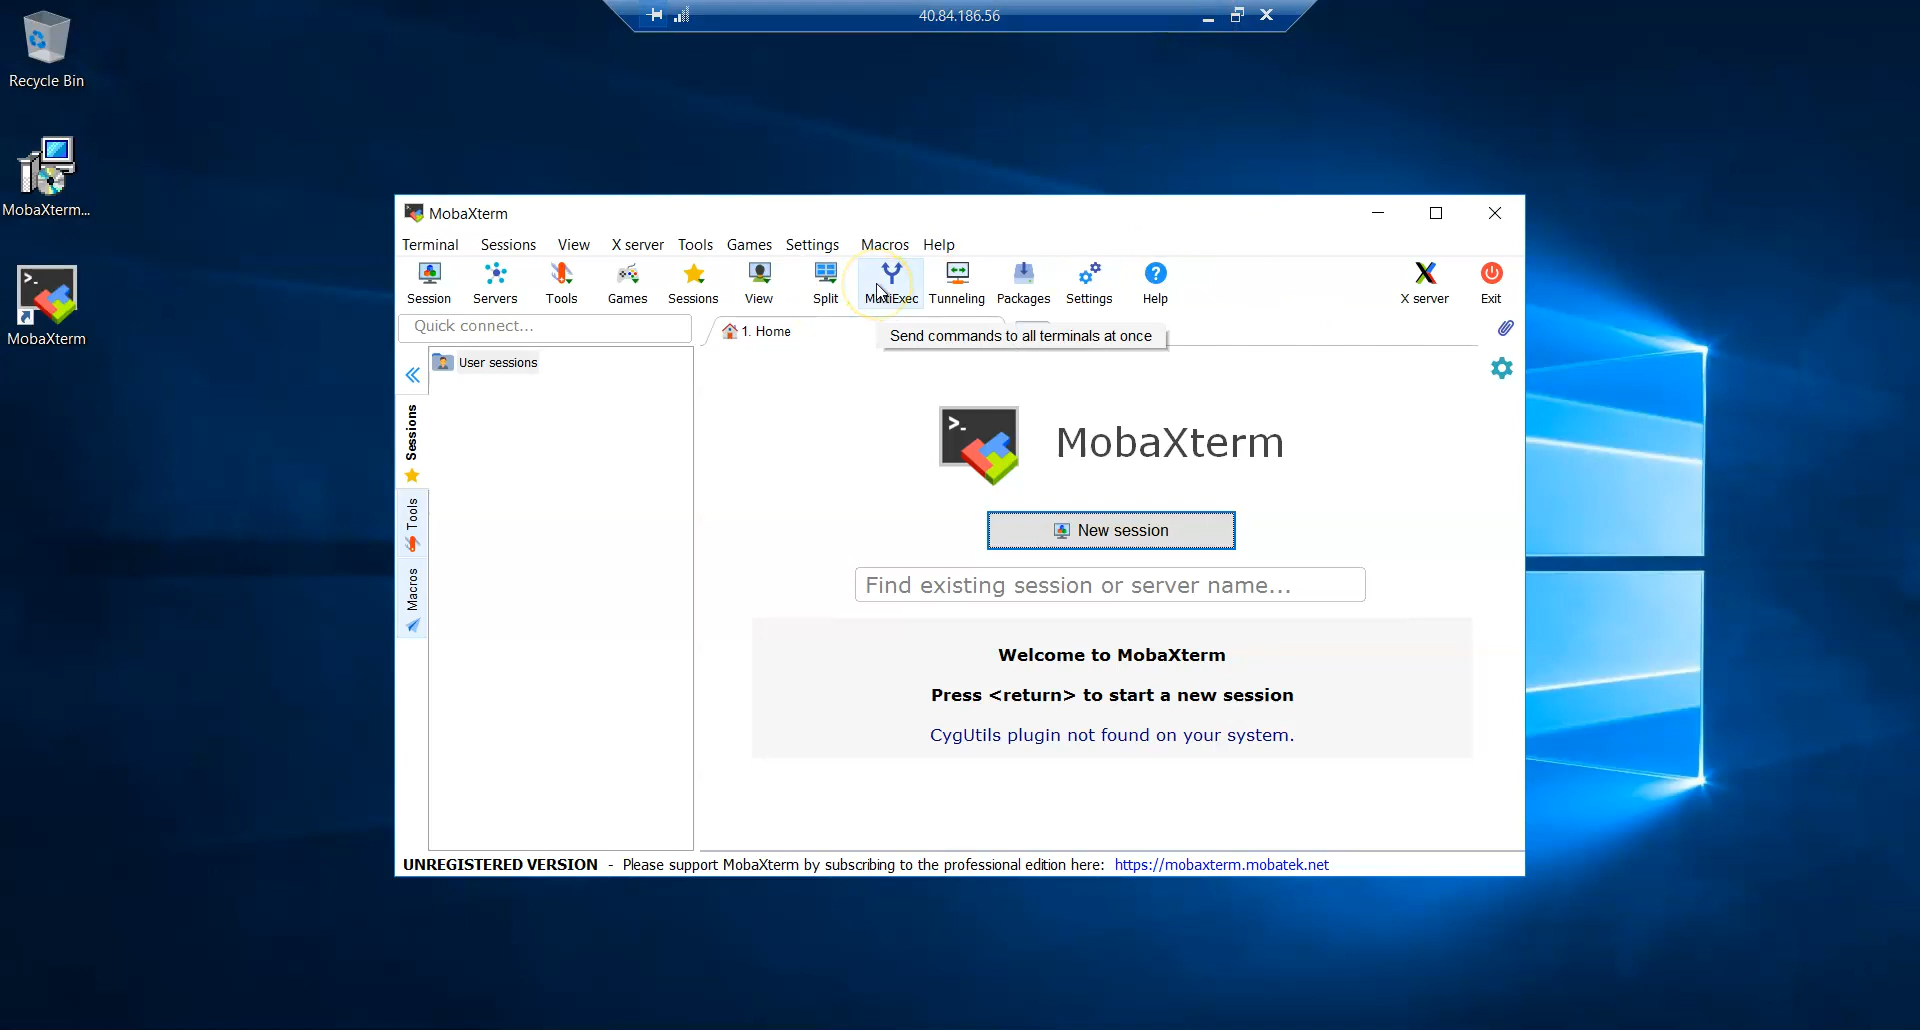 40.84.186.56
Recycle Bin
MobaXterm...
MobaXterm
MobaXterm
Terminal Sessions View X server Tools Games Settings Macros Help
Session Servers Tools Games Sessions View Split MultiExec Tunneling Packages Settings Help X server Exit
Quick connect...
1. Home
Send commands to all terminals at once
User sessions
Sessions
Tools
Macros
>_ MobaXterm
New session
Find existing session or server name...
Welcome to MobaXterm
Press <return> to start a new session
CygUtils plugin not found on your system.
UNREGISTERED VERSION - Please support MobaXterm by subscribing to the professional edition here: https://mobaxterm.mobatek.net